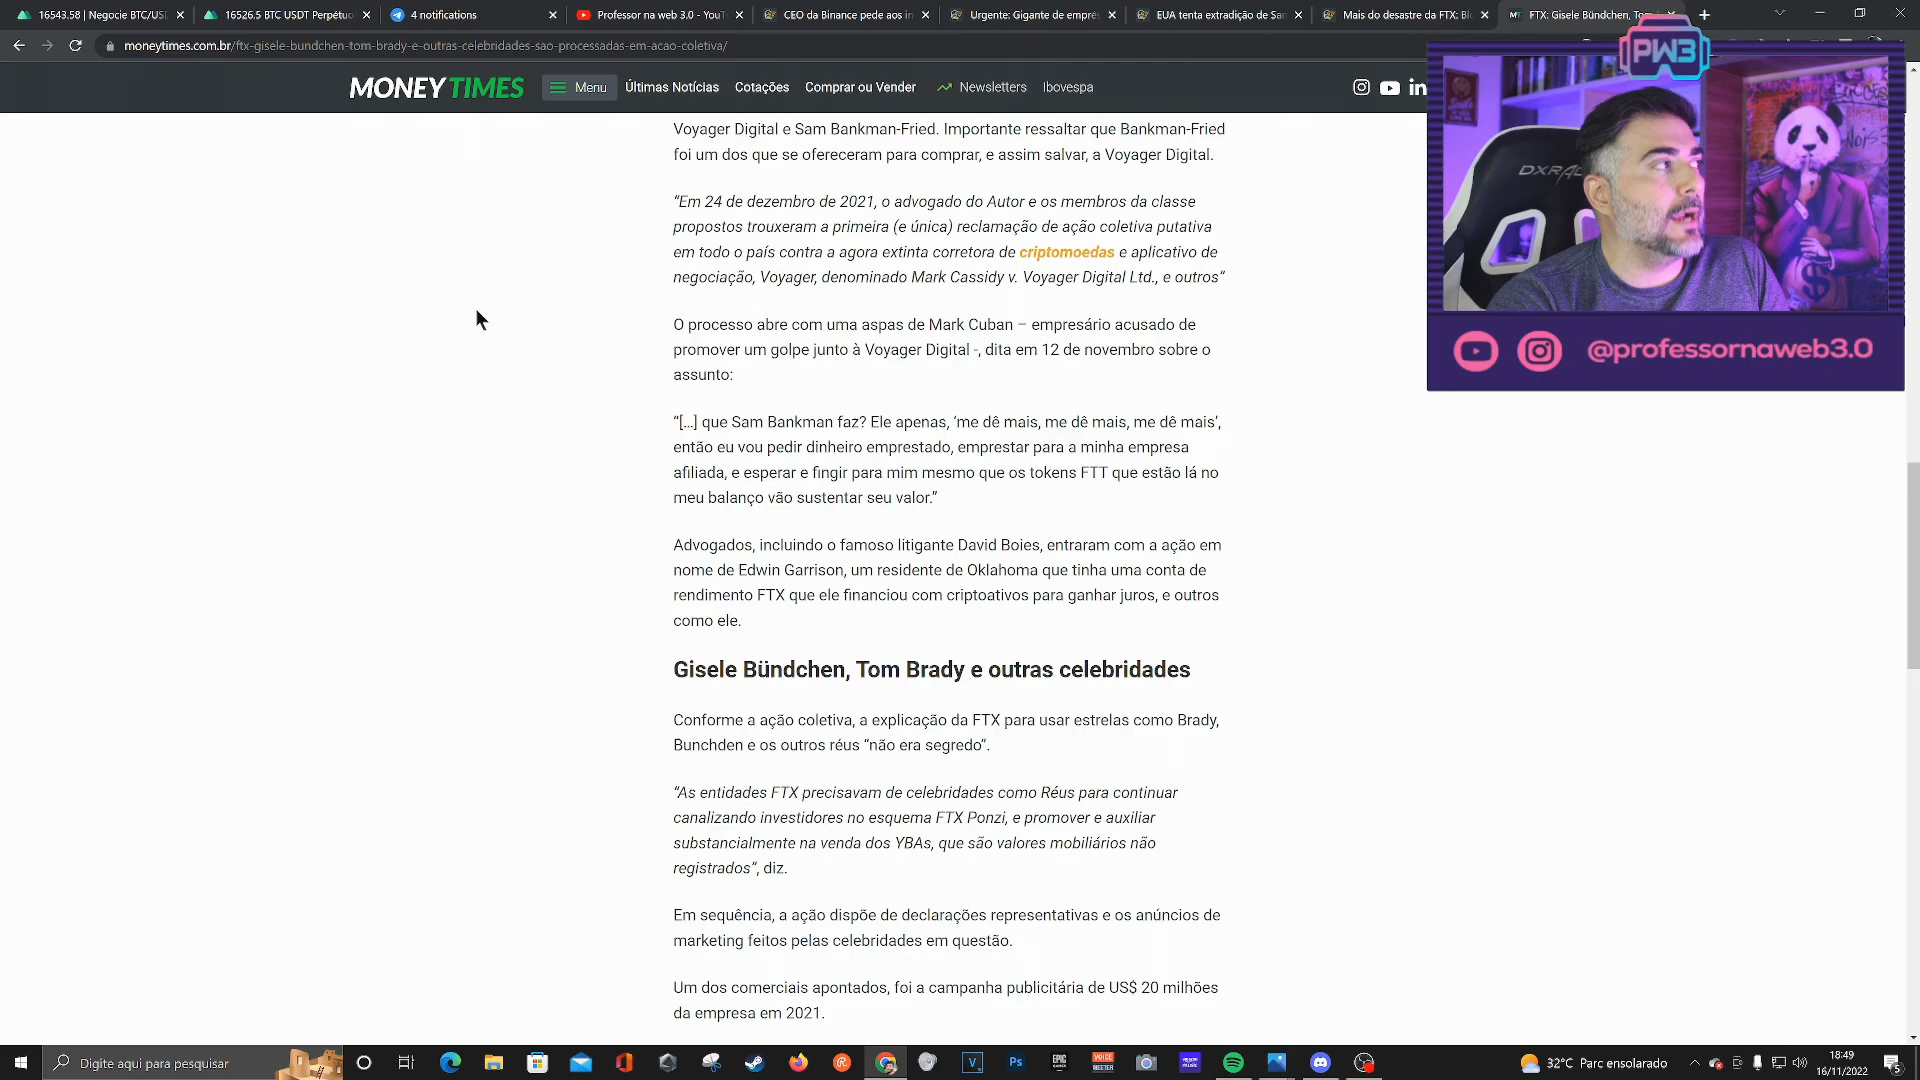 16543.58 | Negocie BTC/USD
16526.5 BTC USDT Perpétuo
4 notifications
Professor na web 3.0 - YouT
CEO da Binance pede aos in
Urgente: Gigante de empres
EUA tenta extradição de Sar
Mais do desastre da FTX: Bl
FTX: Gisele Bündchen, Tom
moneytimes.com.br/ftx-gisele-bundchen-tom-brady-e-outras-celebridades-sao-processadas-em-acao-coletiva/
MONEY TIMES
Menu
Últimas Notícias
Cotações
Comprar ou Vender
Newsletters
Ibovespa
PW3
DXRAC
@professornaweb3.0
Voyager Digital e Sam Bankman-Fried. Importante ressaltar que Bankman-Fried
foi um dos que se ofereceram para comprar, e assim salvar, a Voyager Digital.
“Em 24 de dezembro de 2021, o advogado do Autor e os membros da classe
propostos trouxeram a primeira (e única) reclamação de ação coletiva putativa
em todo o país contra a agora extinta corretora de criptomoedas e aplicativo de
negociação, Voyager, denominado Mark Cassidy v. Voyager Digital Ltd., e outros”
O processo abre com uma aspas de Mark Cuban – empresário acusado de
promover um golpe junto à Voyager Digital -, dita em 12 de novembro sobre o
assunto:
“[…] que Sam Bankman faz? Ele apenas, ‘me dê mais, me dê mais, me dê mais’,
então eu vou pedir dinheiro emprestado, emprestar para a minha empresa
afiliada, e esperar e fingir para mim mesmo que os tokens FTT que estão lá no
meu balanço vão sustentar seu valor.”
Advogados, incluindo o famoso litigante David Boies, entraram com a ação em
nome de Edwin Garrison, um residente de Oklahoma que tinha uma conta de
rendimento FTX que ele financiou com criptoativos para ganhar juros, e outros
como ele.
Gisele Bündchen, Tom Brady e outras celebridades
Conforme a ação coletiva, a explicação da FTX para usar estrelas como Brady,
Bunchden e os outros réus “não era segredo”.
“As entidades FTX precisavam de celebridades como Réus para continuar
canalizando investidores no esquema FTX Ponzi, e promover e auxiliar
substancialmente na venda dos YBAs, que são valores mobiliários não
registrados”, diz.
Em sequência, a ação dispõe de declarações representativas e os anúncios de
marketing feitos pelas celebridades em questão.
Um dos comerciais apontados, foi a campanha publicitária de US$ 20 milhões
da empresa em 2021.
Digite aqui para pesquisar
32°C Parc ensolarado
18:49
16/11/2022
5